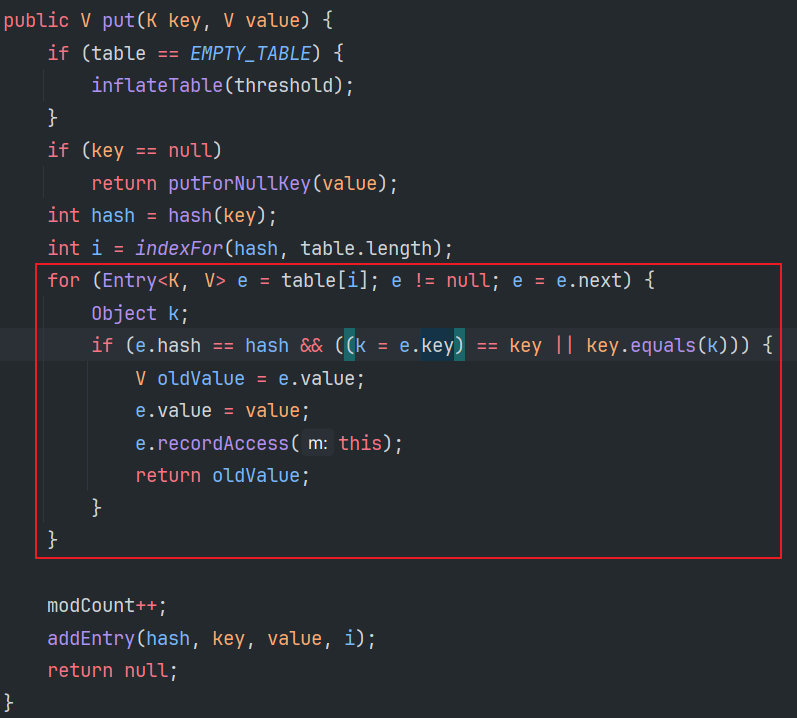 public V put(K key, V value) {
    if (table == EMPTY_TABLE) {
        inflateTable(threshold);
    }
    if (key == null)
        return putForNullKey(value);
    int hash = hash(key);
    int i = indexFor(hash, table.length);
    for (Entry<K, V> e = table[i]; e != null; e = e.next) {
        Object k;
        if (e.hash == hash && ((k = e.key) == key || key.equals(k))) {
            V oldValue = e.value;
            e.value = value;
            e.recordAccess( m: this);
            return oldValue;
        }
    }

    modCount++;
    addEntry(hash, key, value, i);
    return null;
}